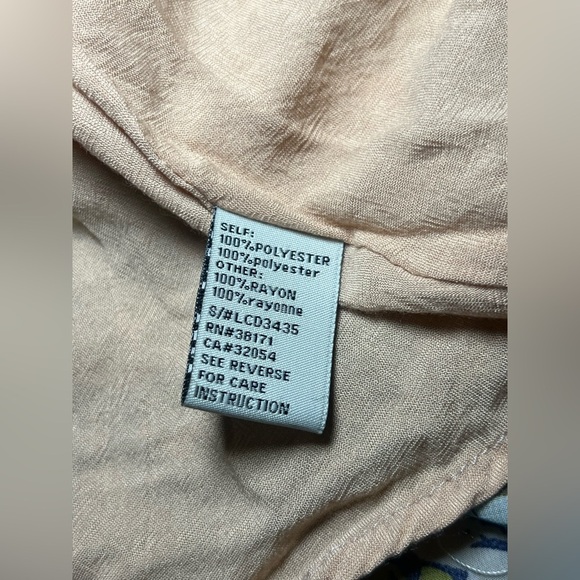 SELF:
100%POLYESTER
100%polyester
OTHER:
100%RAYON
100%rayonne
S/#LCD3435
RN#38171
CA#32054
SEE REVERSE
FOR CARE
INSTRUCTION